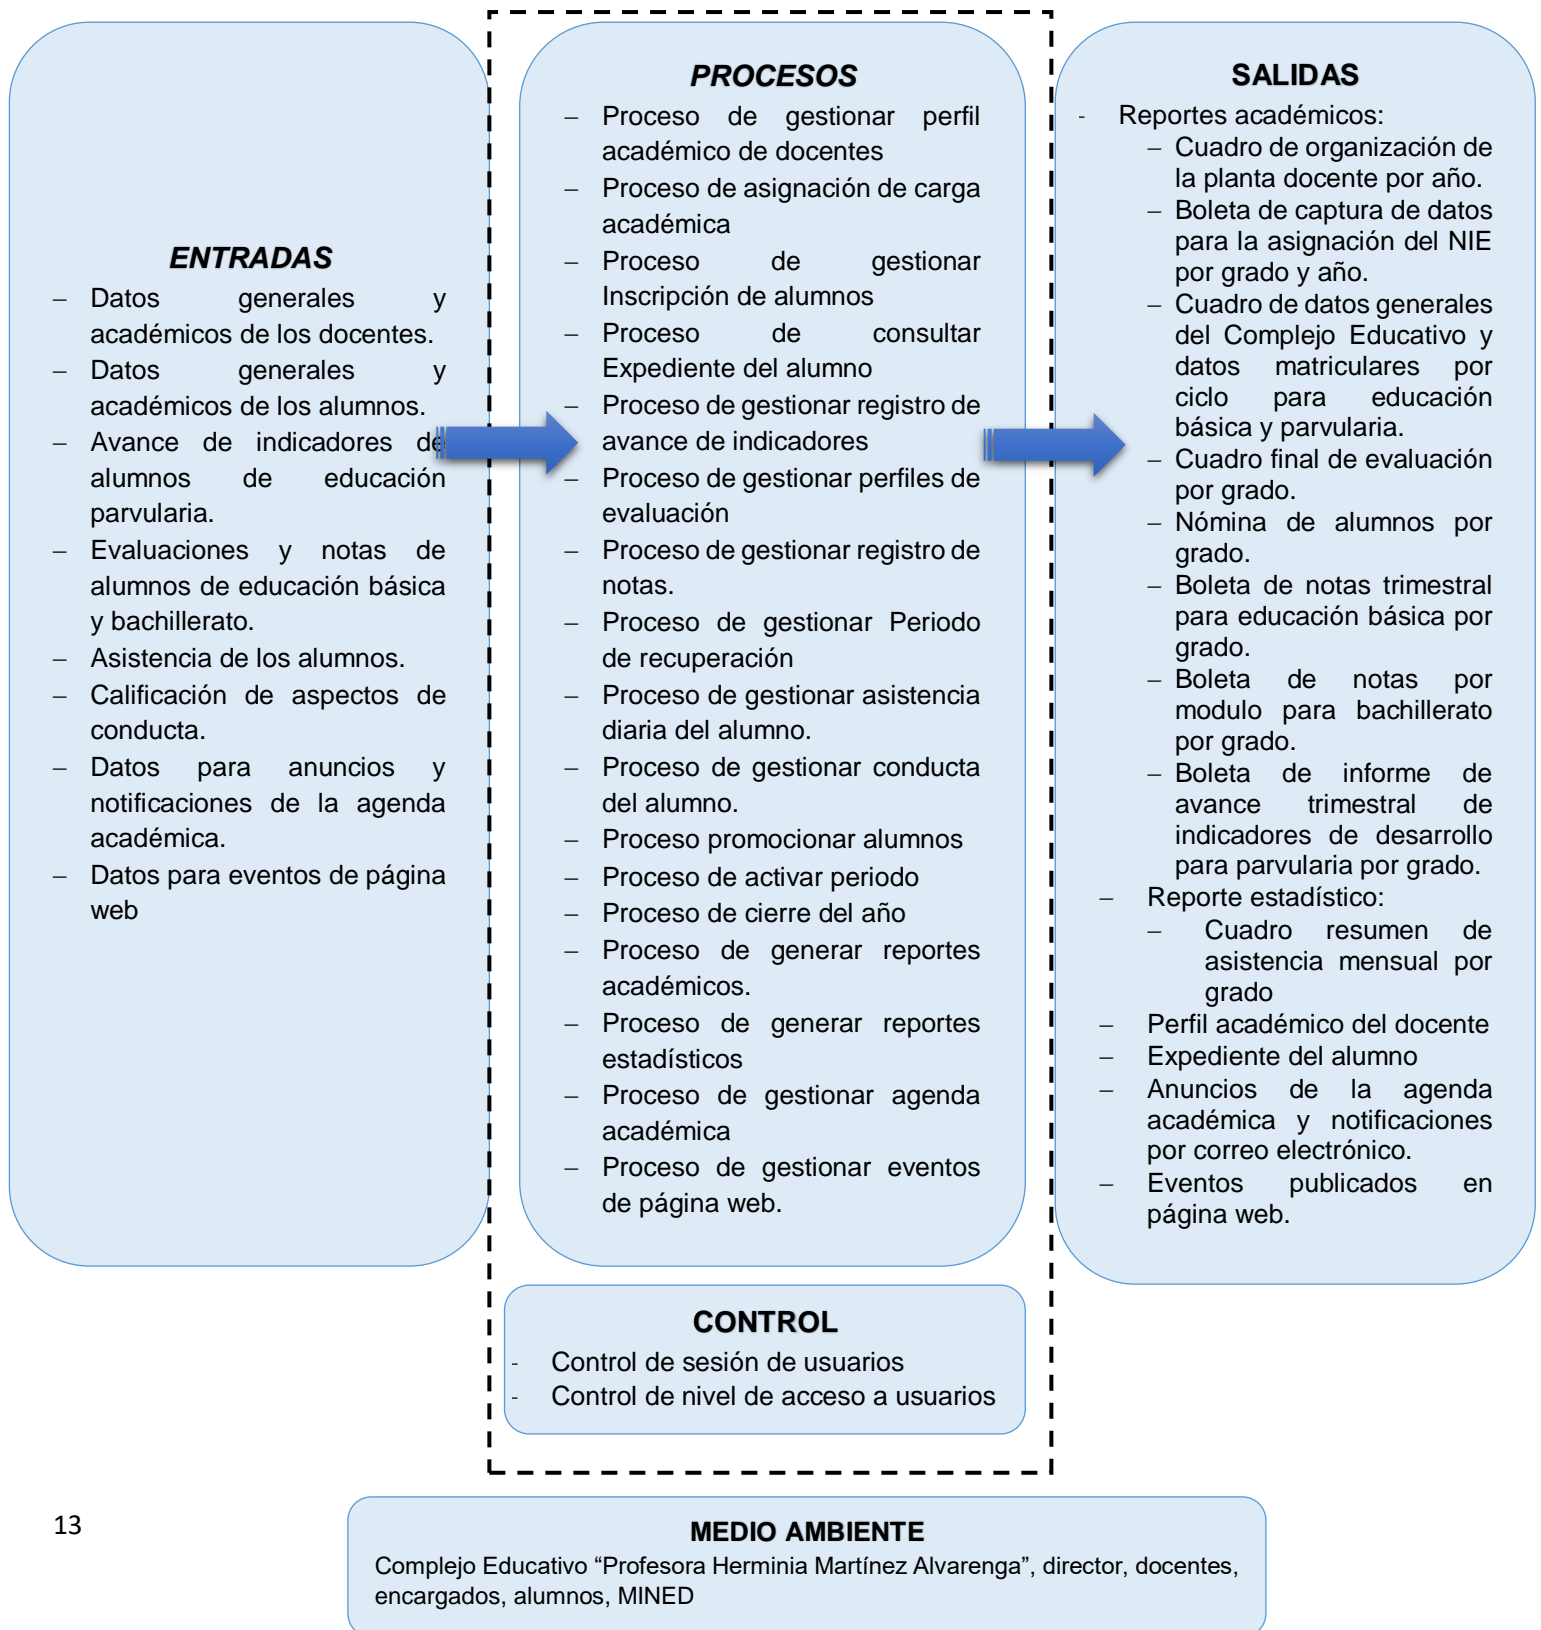 ENTRADAS
– Datos generales y
académicos de los docentes.
– Datos generales y
académicos de los alumnos.
– Avance de indicadores de
alumnos de educación
parvularia.
– Evaluaciones y notas de
alumnos de educación básica
y bachillerato.
– Asistencia de los alumnos.
– Calificación de aspectos de
conducta.
– Datos para anuncios y
notificaciones de la agenda
académica.
– Datos para eventos de página
web
PROCESOS
– Proceso de gestionar perfil
académico de docentes
– Proceso de asignación de carga
académica
– Proceso de gestionar
Inscripción de alumnos
– Proceso de consultar
Expediente del alumno
– Proceso de gestionar registro de
avance de indicadores
– Proceso de gestionar perfiles de
evaluación
– Proceso de gestionar registro de
notas.
– Proceso de gestionar Periodo
de recuperación
– Proceso de gestionar asistencia
diaria del alumno.
– Proceso de gestionar conducta
del alumno.
– Proceso promocionar alumnos
– Proceso de activar periodo
– Proceso de cierre del año
– Proceso de generar reportes
académicos.
– Proceso de generar reportes
estadísticos
– Proceso de gestionar agenda
académica
– Proceso de gestionar eventos
de página web.
SALIDAS
- Reportes académicos:
– Cuadro de organización de
la planta docente por año.
– Boleta de captura de datos
para la asignación del NIE
por grado y año.
– Cuadro de datos generales
del Complejo Educativo y
datos matriculares por
ciclo para educación
básica y parvularia.
– Cuadro final de evaluación
por grado.
– Nómina de alumnos por
grado.
– Boleta de notas trimestral
para educación básica por
grado.
– Boleta de notas por
modulo para bachillerato
por grado.
– Boleta de informe de
avance trimestral de
indicadores de desarrollo
para parvularia por grado.
– Reporte estadístico:
– Cuadro resumen de
asistencia mensual por
grado
– Perfil académico del docente
– Expediente del alumno
– Anuncios de la agenda
académica y notificaciones
por correo electrónico.
– Eventos publicados en
página web.
CONTROL
- Control de sesión de usuarios
- Control de nivel de acceso a usuarios
13
MEDIO AMBIENTE
Complejo Educativo “Profesora Herminia Martínez Alvarenga”, director, docentes,
encargados, alumnos, MINED